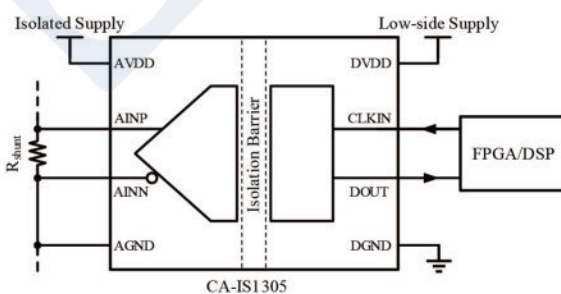 Isolated Supply
Low-side Supply
AVDD
DVDD
AINP
CLKIN
R_shunt
Isolation Barrier
FPGA/DSP
AINN
DOUT
AGND
DGND
CA-IS1305